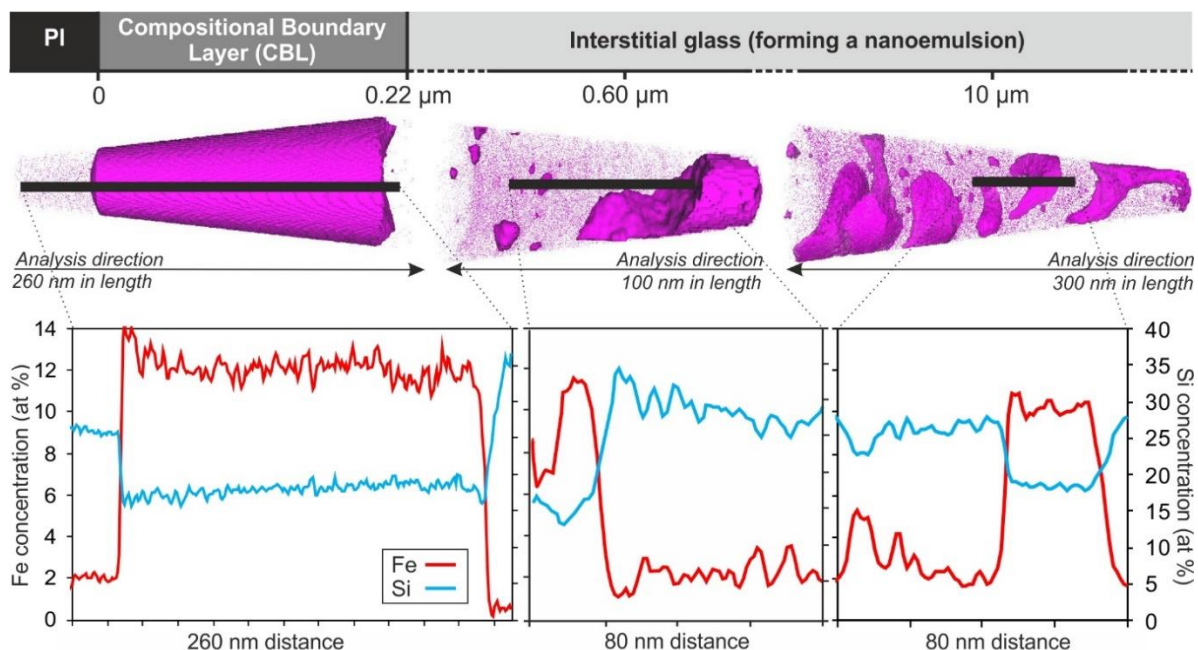 Pl
Compositional Boundary
Layer (CBL)
Interstitial glass (forming a nanoemulsion)
0
0.22 µm
0.60 µm
10 µm
Analysis direction
260 nm in length
Analysis direction
100 nm in length
Analysis direction
300 nm in length
Fe concentration (at %)
14
12
10
8
6
4
2
0
Fe
Si
260 nm distance
80 nm distance
80 nm distance
40
35
30
25
20
15
10
5
0
Si concentration (at %)